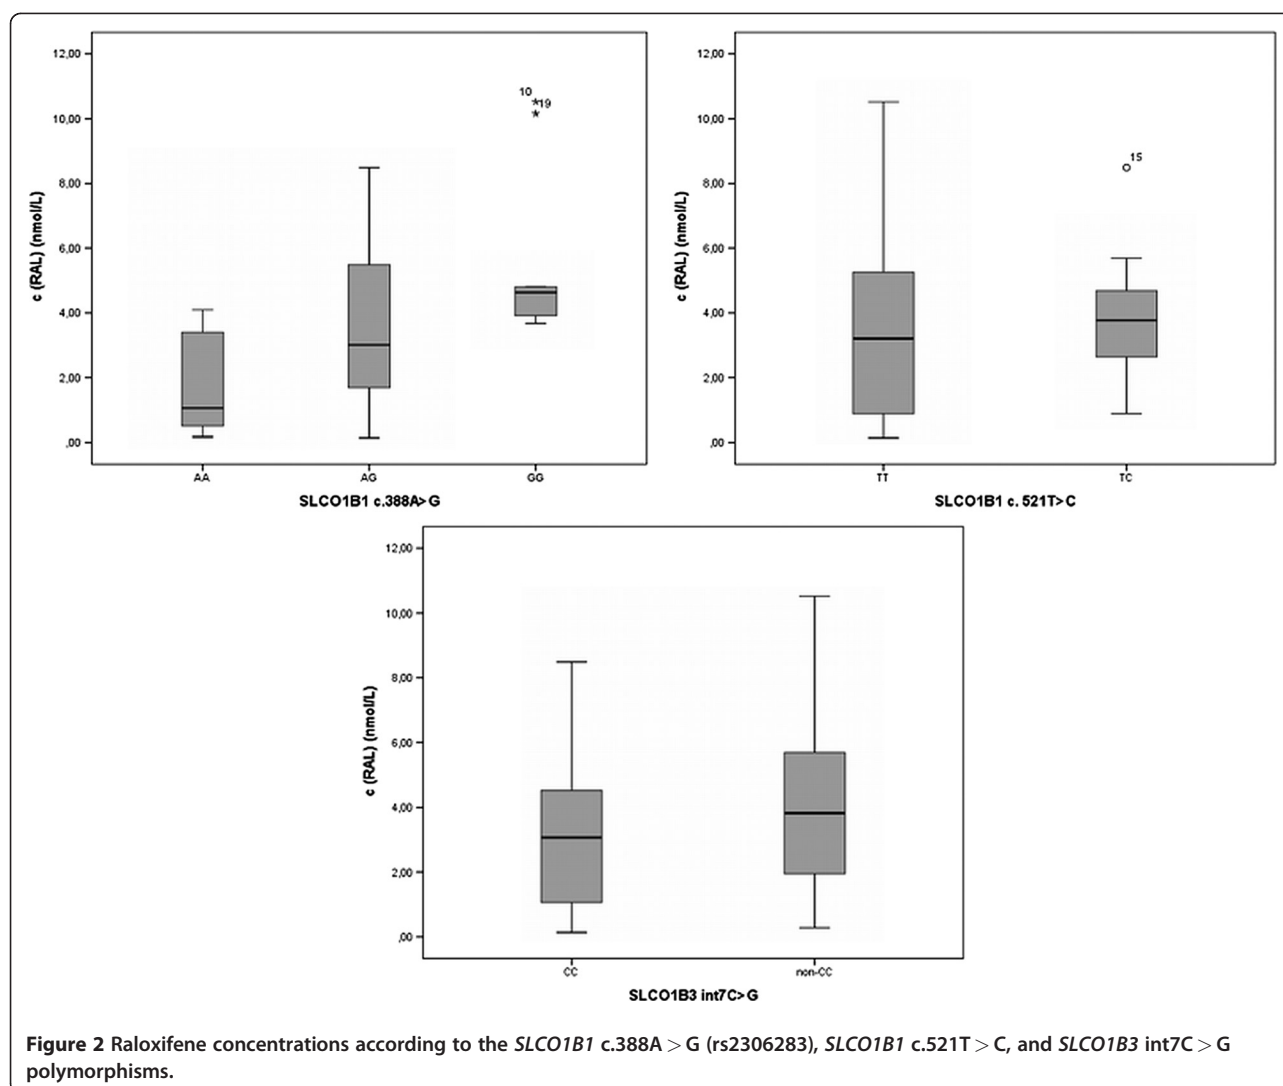 12,00
10,00
8,00
6,00
4,00
2,00
,00
c (RAL) (nmol/L)
10
19
AA
AG
GG
SLCO1B1 c.388A>G
12,00
10,00
8,00
6,00
4,00
2,00
,00
c (RAL) (nmol/L)
15
TT
TC
SLCO1B1 c. 521T>C
12,00
10,00
8,00
6,00
4,00
2,00
,00
c (RAL) (nmol/L)
CC
non-CC
SLCO1B3 int7C>G
Figure 2 Raloxifene concentrations according to the SLCO1B1 c.388A > G (rs2306283), SLCO1B1 c.521T > C, and SLCO1B3 int7C > G
polymorphisms.